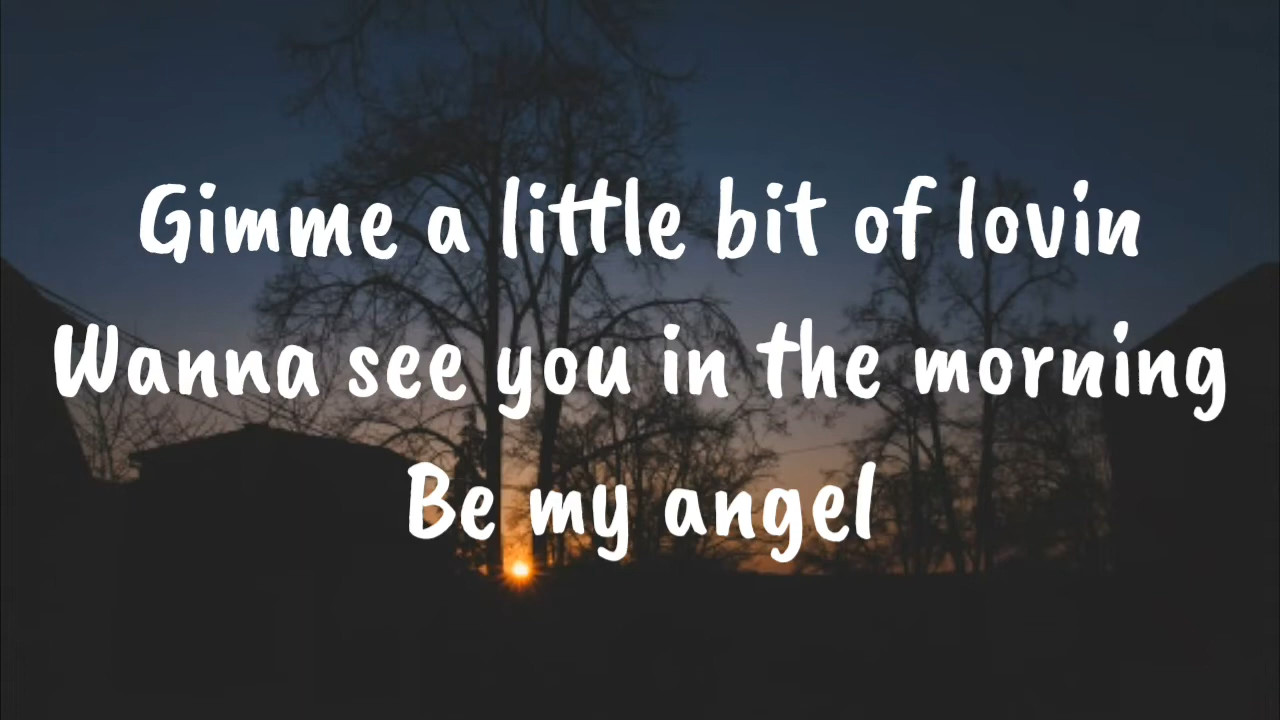 Gimme a little bit of lovin
Wanna see you in the morning
Be my angel